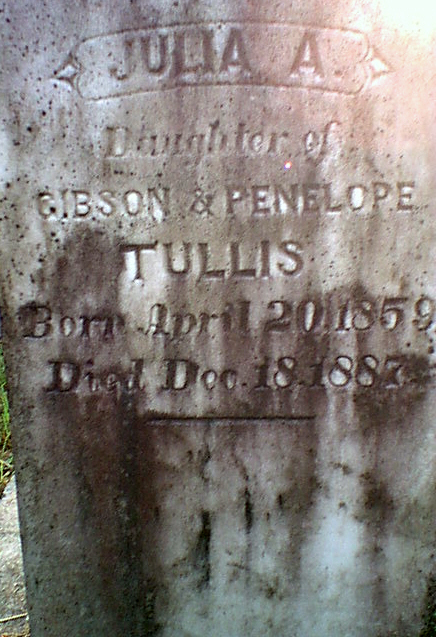 JULIA A.
Daughter of
GIBSON & PENELOPE
TULLIS
Born April 20, 1859
Died Dec. 18, 1887.